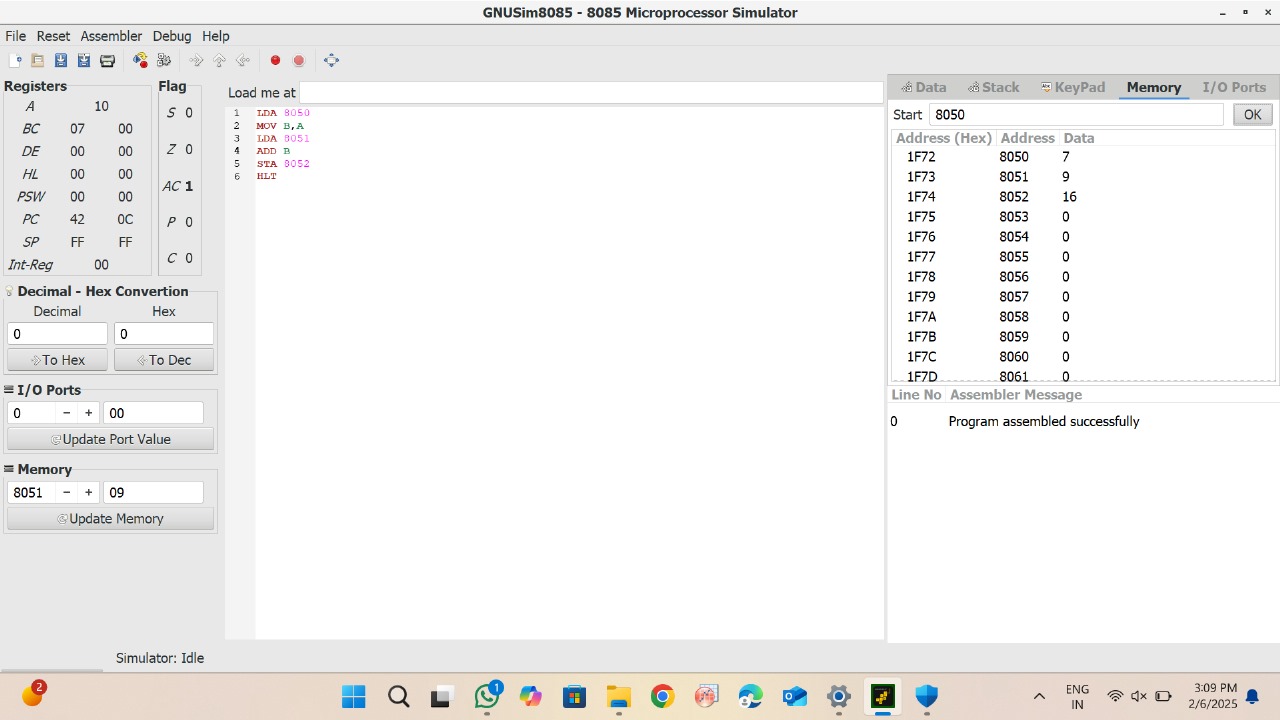 GNUSim8085 - 8085 Microprocessor Simulator
File Reset Assembler Debug Help
Registers
A 10
BC 07 00
DE 00 00
HL 00 00
PSW 00 00
PC 42 0C
SP FF FF
Int-Reg 00
Flag
S 0
Z 0
AC 1
P 0
C 0
Decimal - Hex Convertion
Decimal Hex
0 0
To Hex To Dec
I/O Ports
0 - + 00
Update Port Value
Memory
8051 - + 09
Update Memory
Load me at
1 LDA 8050
2 MOV B,A
3 LDA 8051
4 ADD B
5 STA 8052
6 HLT
Data Stack KeyPad Memory I/O Ports
Start 8050 OK
Address (Hex) Address Data
1F72 8050 7
1F73 8051 9
1F74 8052 16
1F75 8053 0
1F76 8054 0
1F77 8055 0
1F78 8056 0
1F79 8057 0
1F7A 8058 0
1F7B 8059 0
1F7C 8060 0
1F7D 8061 0
Line No Assembler Message
0 Program assembled successfully
Simulator: Idle
2
1
ENG
IN
3:09 PM
2/6/2025